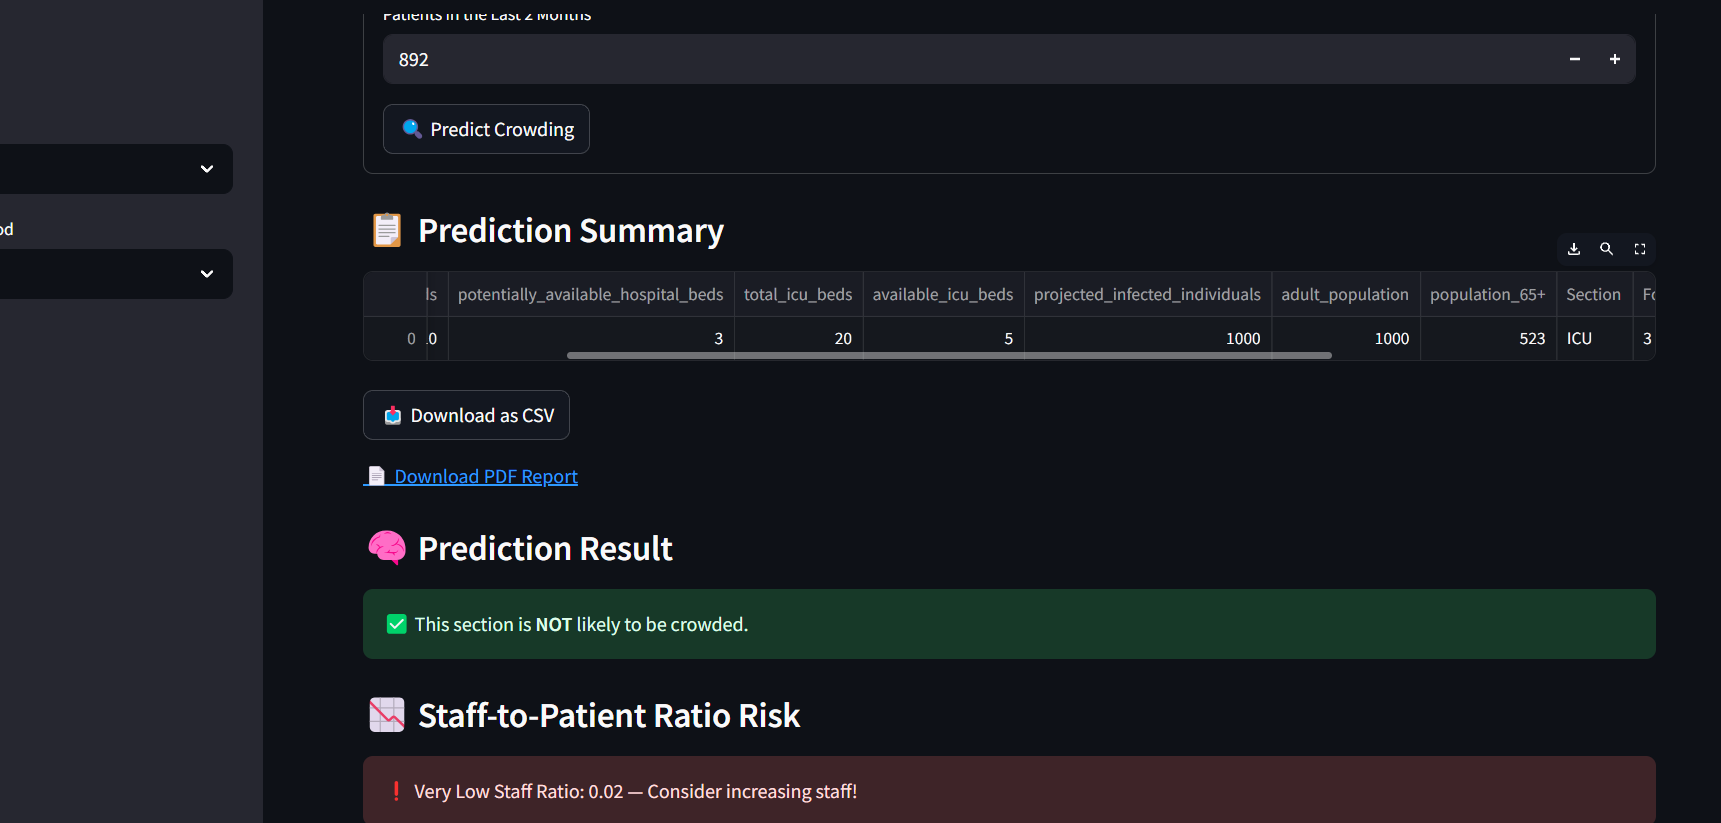 Patients in the Last 2 Months
892
− +
Predict Crowding
od
Prediction Summary
ls potentially_available_hospital_beds total_icu_beds available_icu_beds projected_infected_individuals adult_population population_65+ Section Fo
0 .0 3 20 5 1000 1000 523 ICU 3
Download as CSV
Download PDF Report
Prediction Result
This section is NOT likely to be crowded.
Staff-to-Patient Ratio Risk
Very Low Staff Ratio: 0.02 — Consider increasing staff!